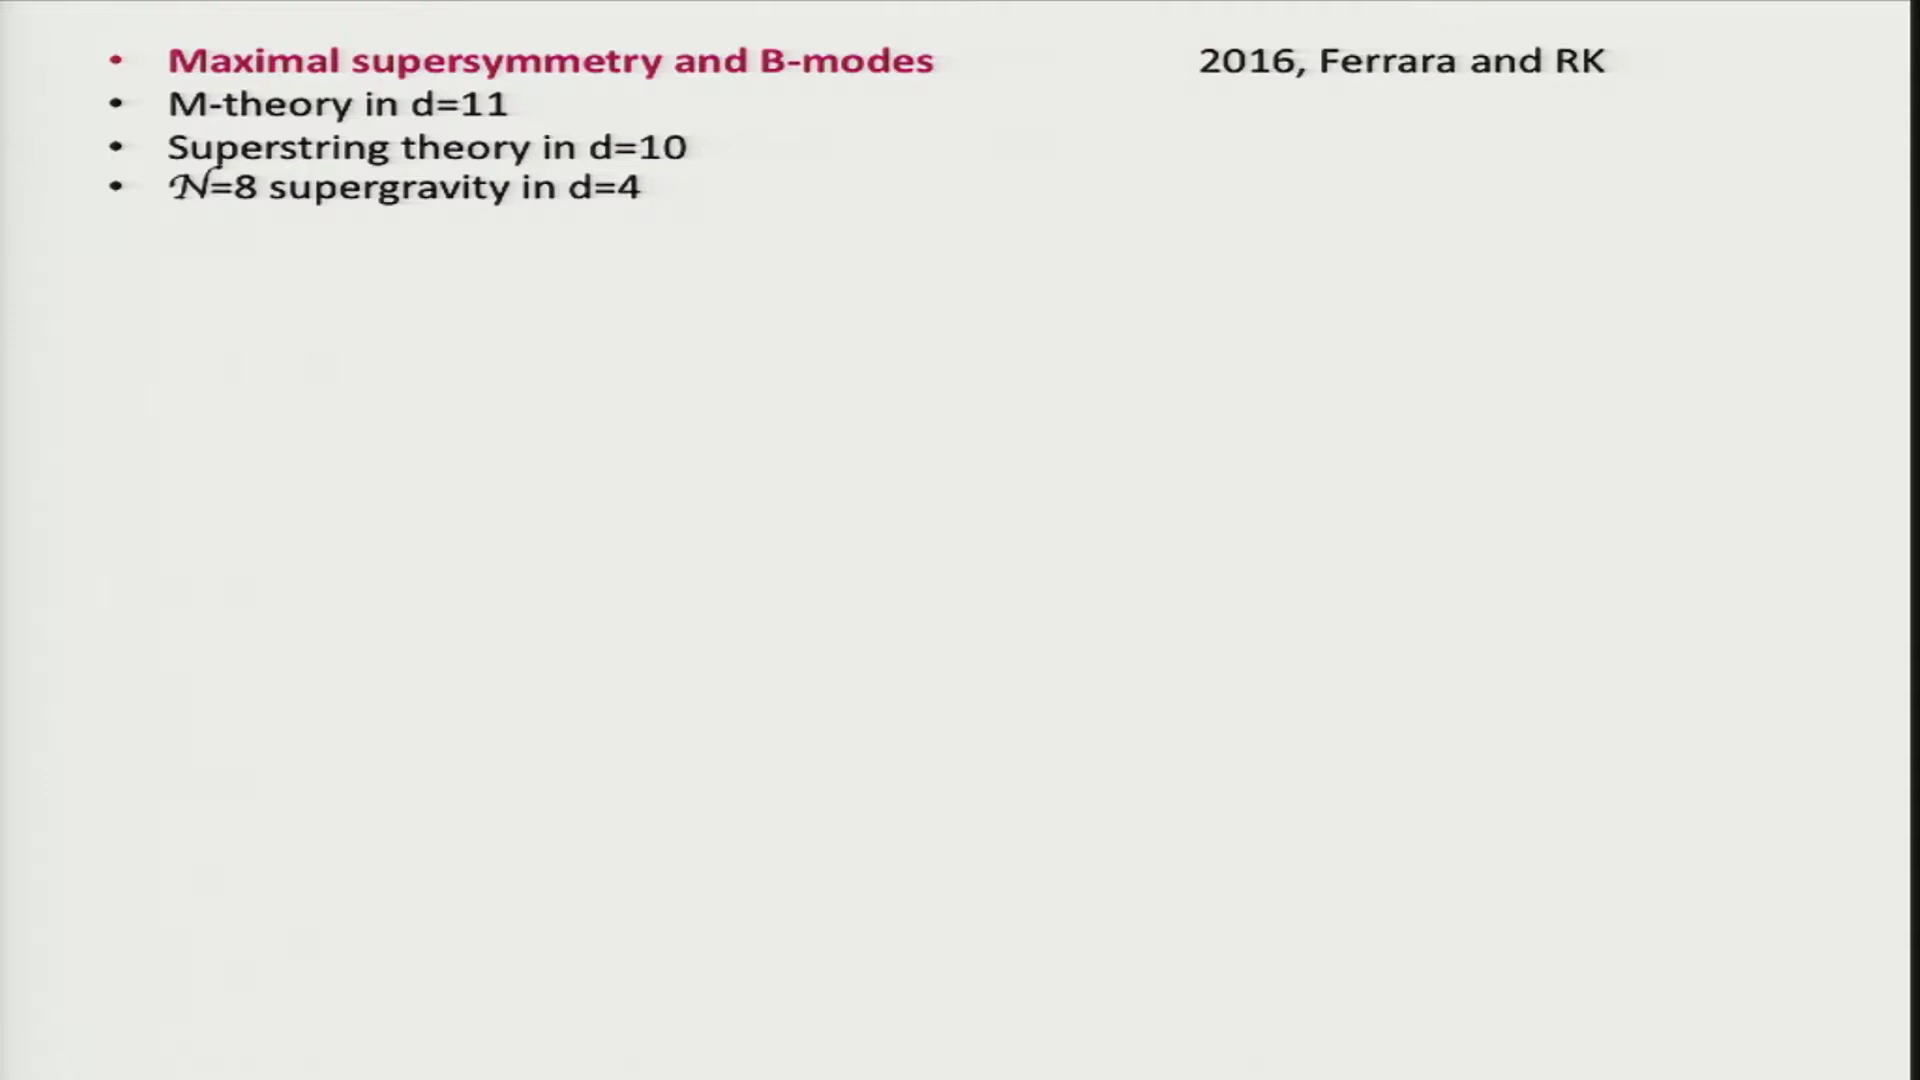 • Maximal supersymmetry and B-modes 2016, Ferrara and RK
• M-theory in d=11
• Superstring theory in d=10
• 𝒩=8 supergravity in d=4